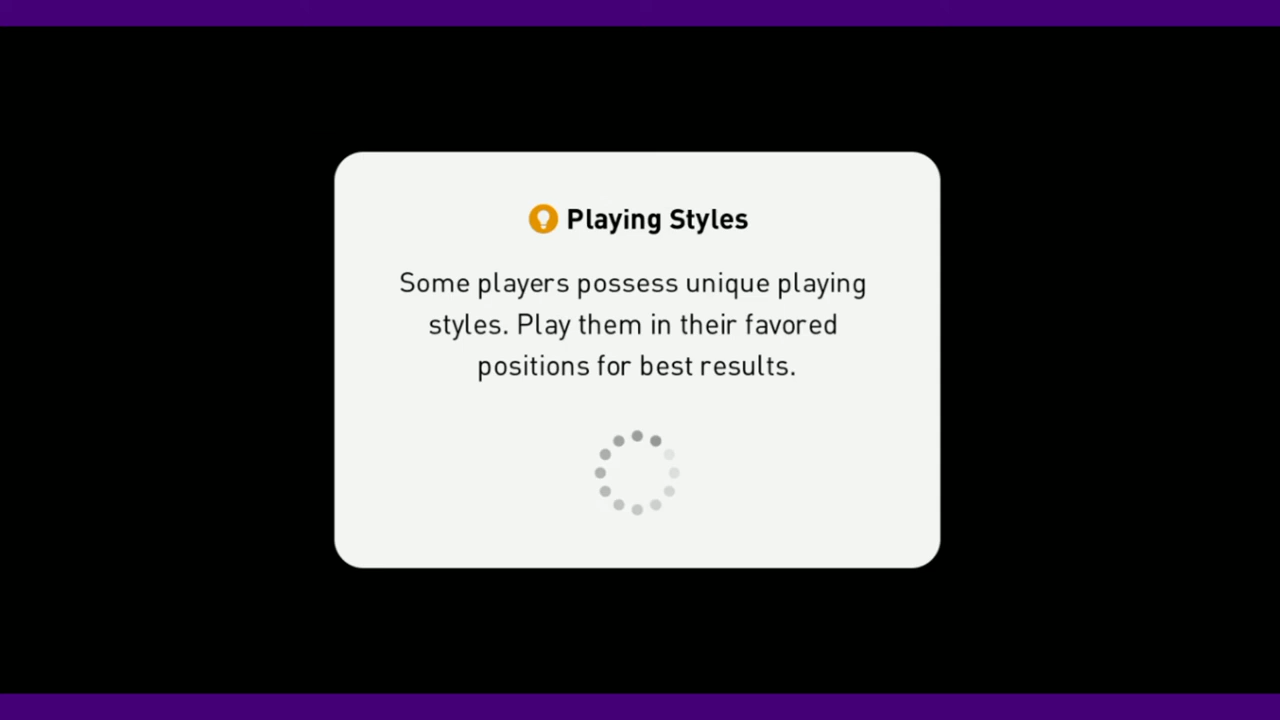 Playing Styles
Some players possess unique playing
styles. Play them in their favored
positions for best results.